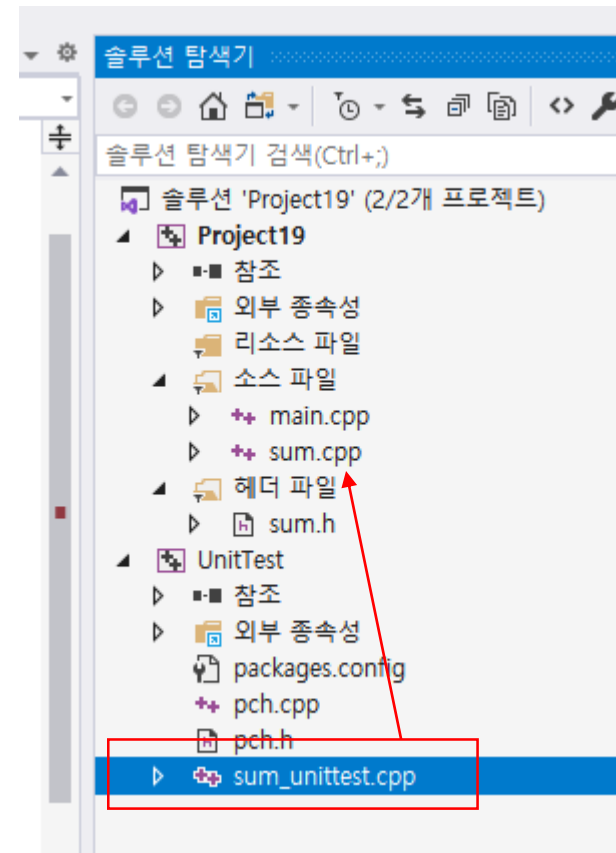 솔루션 탐색기
솔루션 탐색기 검색(Ctrl+;)
솔루션 'Project19' (2/2개 프로젝트)
Project19
참조
외부 종속성
리소스 파일
소스 파일
main.cpp
sum.cpp
헤더 파일
sum.h
UnitTest
참조
외부 종속성
packages.config
pch.cpp
pch.h
sum_unittest.cpp